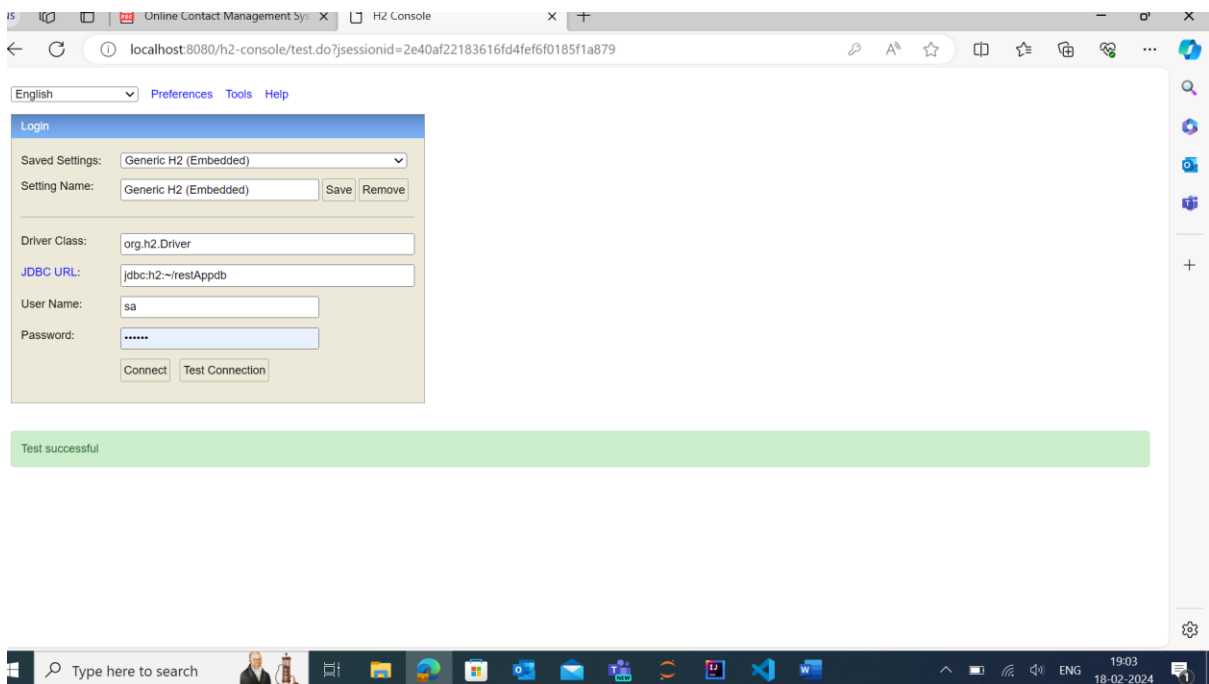 Online Contact Management Sys
H2 Console
localhost:8080/h2-console/test.do?jsessionid=2e40af22183616fd4fef6f0185f1a879
English Preferences Tools Help
Login
Saved Settings: Generic H2 (Embedded)
Setting Name: Generic H2 (Embedded) Save Remove
Driver Class: org.h2.Driver
JDBC URL: jdbc:h2:~/restAppdb
User Name: sa
Password: ••••••
Connect Test Connection
Test successful
Type here to search
ENG
19:03
18-02-2024